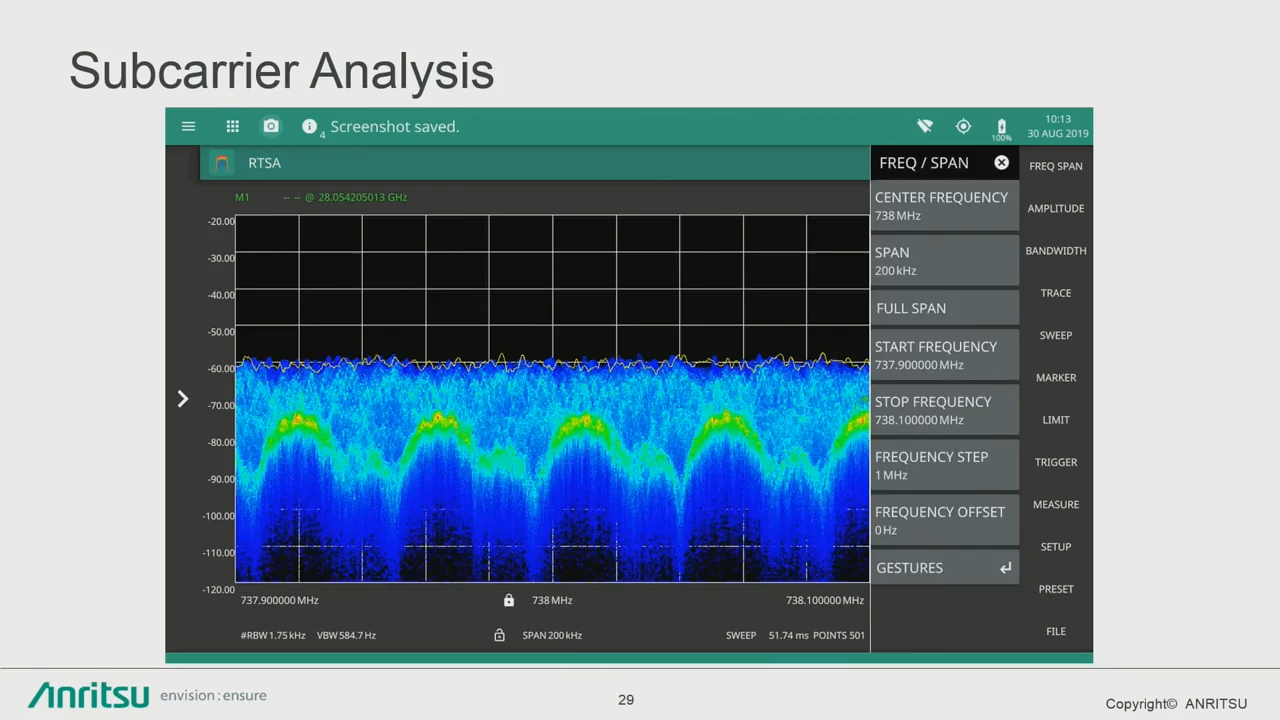 Subcarrier Analysis
4 Screenshot saved.
100%
10:13
30 AUG 2019
RTSA
FREQ / SPAN
FREQ SPAN
M1 -- -- @ 28.054205013 GHz
CENTER FREQUENCY
738 MHz
AMPLITUDE
-20.00
SPAN
200 kHz
BANDWIDTH
-30.00
FULL SPAN
TRACE
-40.00
START FREQUENCY
737.900000 MHz
SWEEP
-50.00
-60.00
MARKER
STOP FREQUENCY
738.100000 MHz
LIMIT
-70.00
-80.00
FREQUENCY STEP
1 MHz
TRIGGER
-90.00
FREQUENCY OFFSET
0 Hz
MEASURE
-100.00
-110.00
GESTURES
SETUP
-120.00
PRESET
737.900000 MHz 738 MHz 738.100000 MHz
#RBW 1.75 kHz VBW 584.7 Hz SPAN 200 kHz SWEEP 51.74 ms POINTS 501
FILE
Anritsu envision : ensure
29
Copyright© ANRITSU